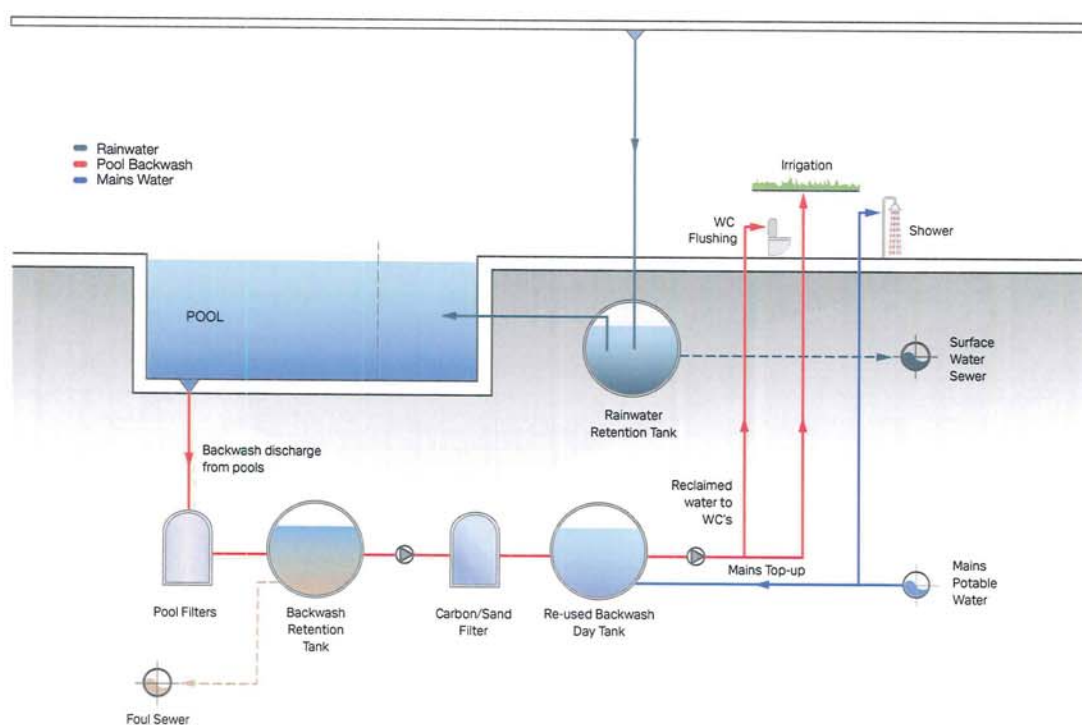 Rainwater
Pool Backwash
Mains Water
Irrigation
WC
Flushing
Shower
POOL
Surface
Water
Sewer
Rainwater
Retention Tank
Backwash discharge
from pools
Reclaimed
water to
WC's
Mains Top-up
Mains
Potable
Water
Pool Filters
Backwash
Retention
Tank
Carbon/Sand
Filter
Re-used Backwash
Day Tank
Foul Sewer